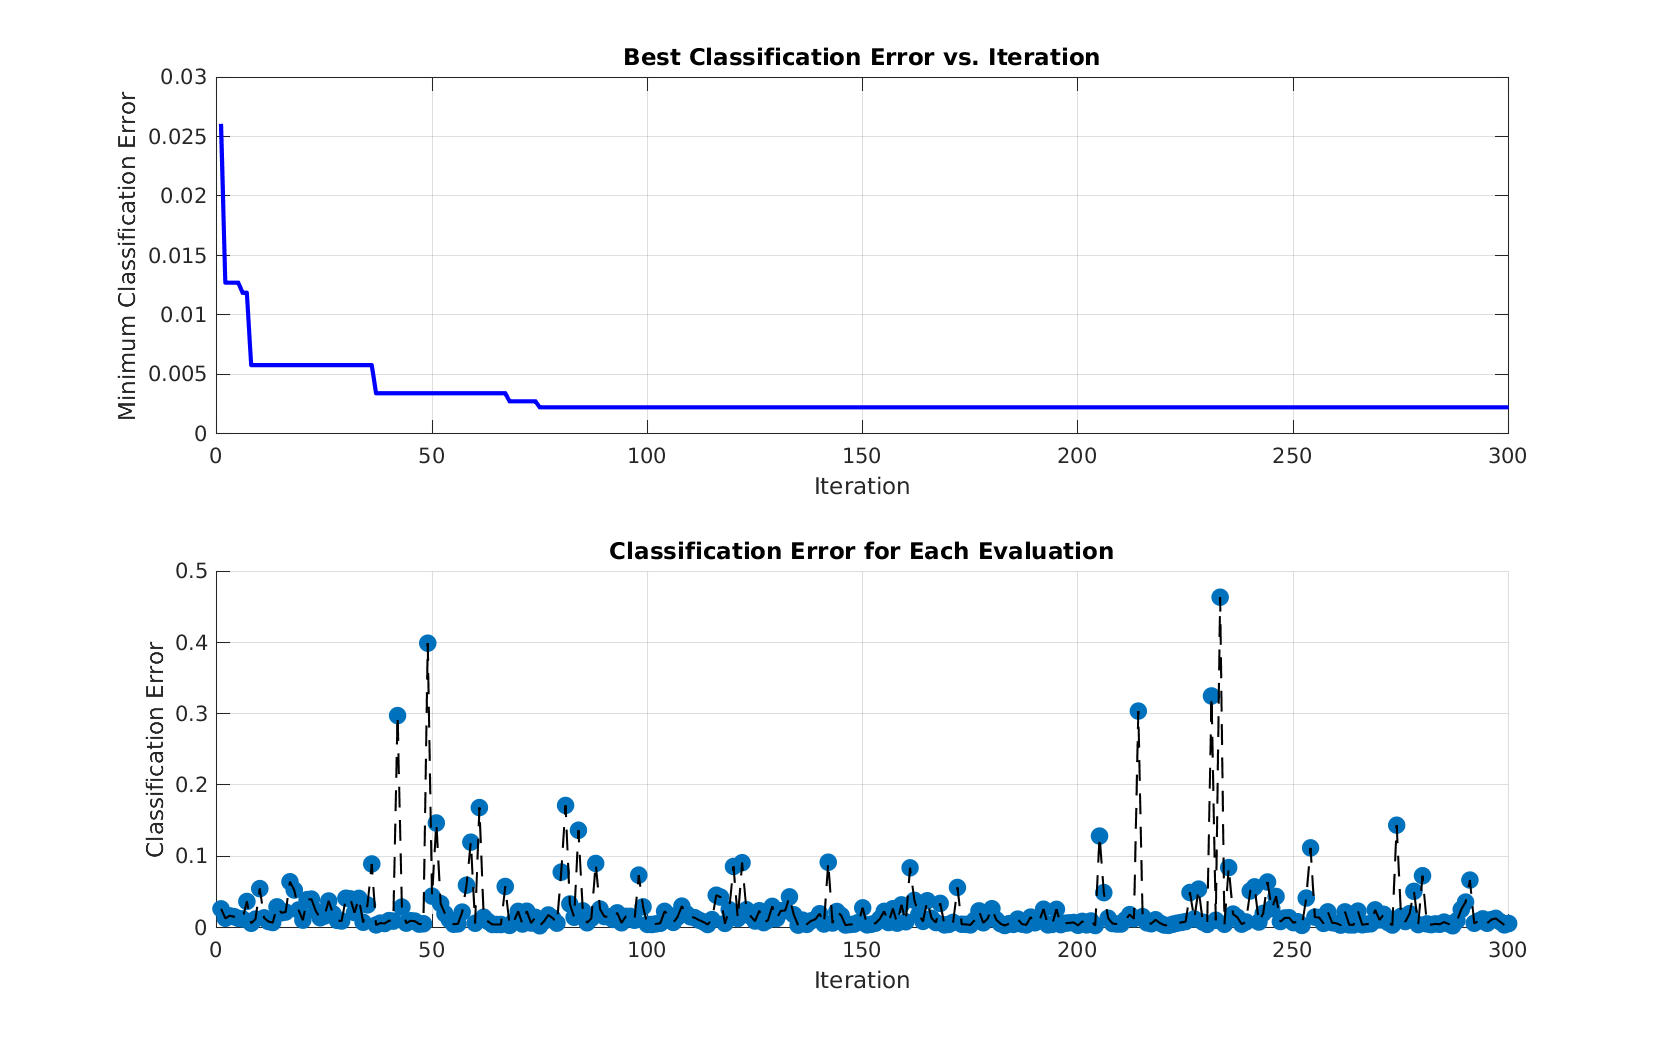 Best Classification Error vs. Iteration
Minimum Classification Error
0.03
0.025
0.02
0.015
0.01
0.005
0
0 50 100 150 200 250 300
Iteration
Classification Error for Each Evaluation
Classification Error
0.5
0.4
0.3
0.2
0.1
0
0 50 100 150 200 250 300
Iteration